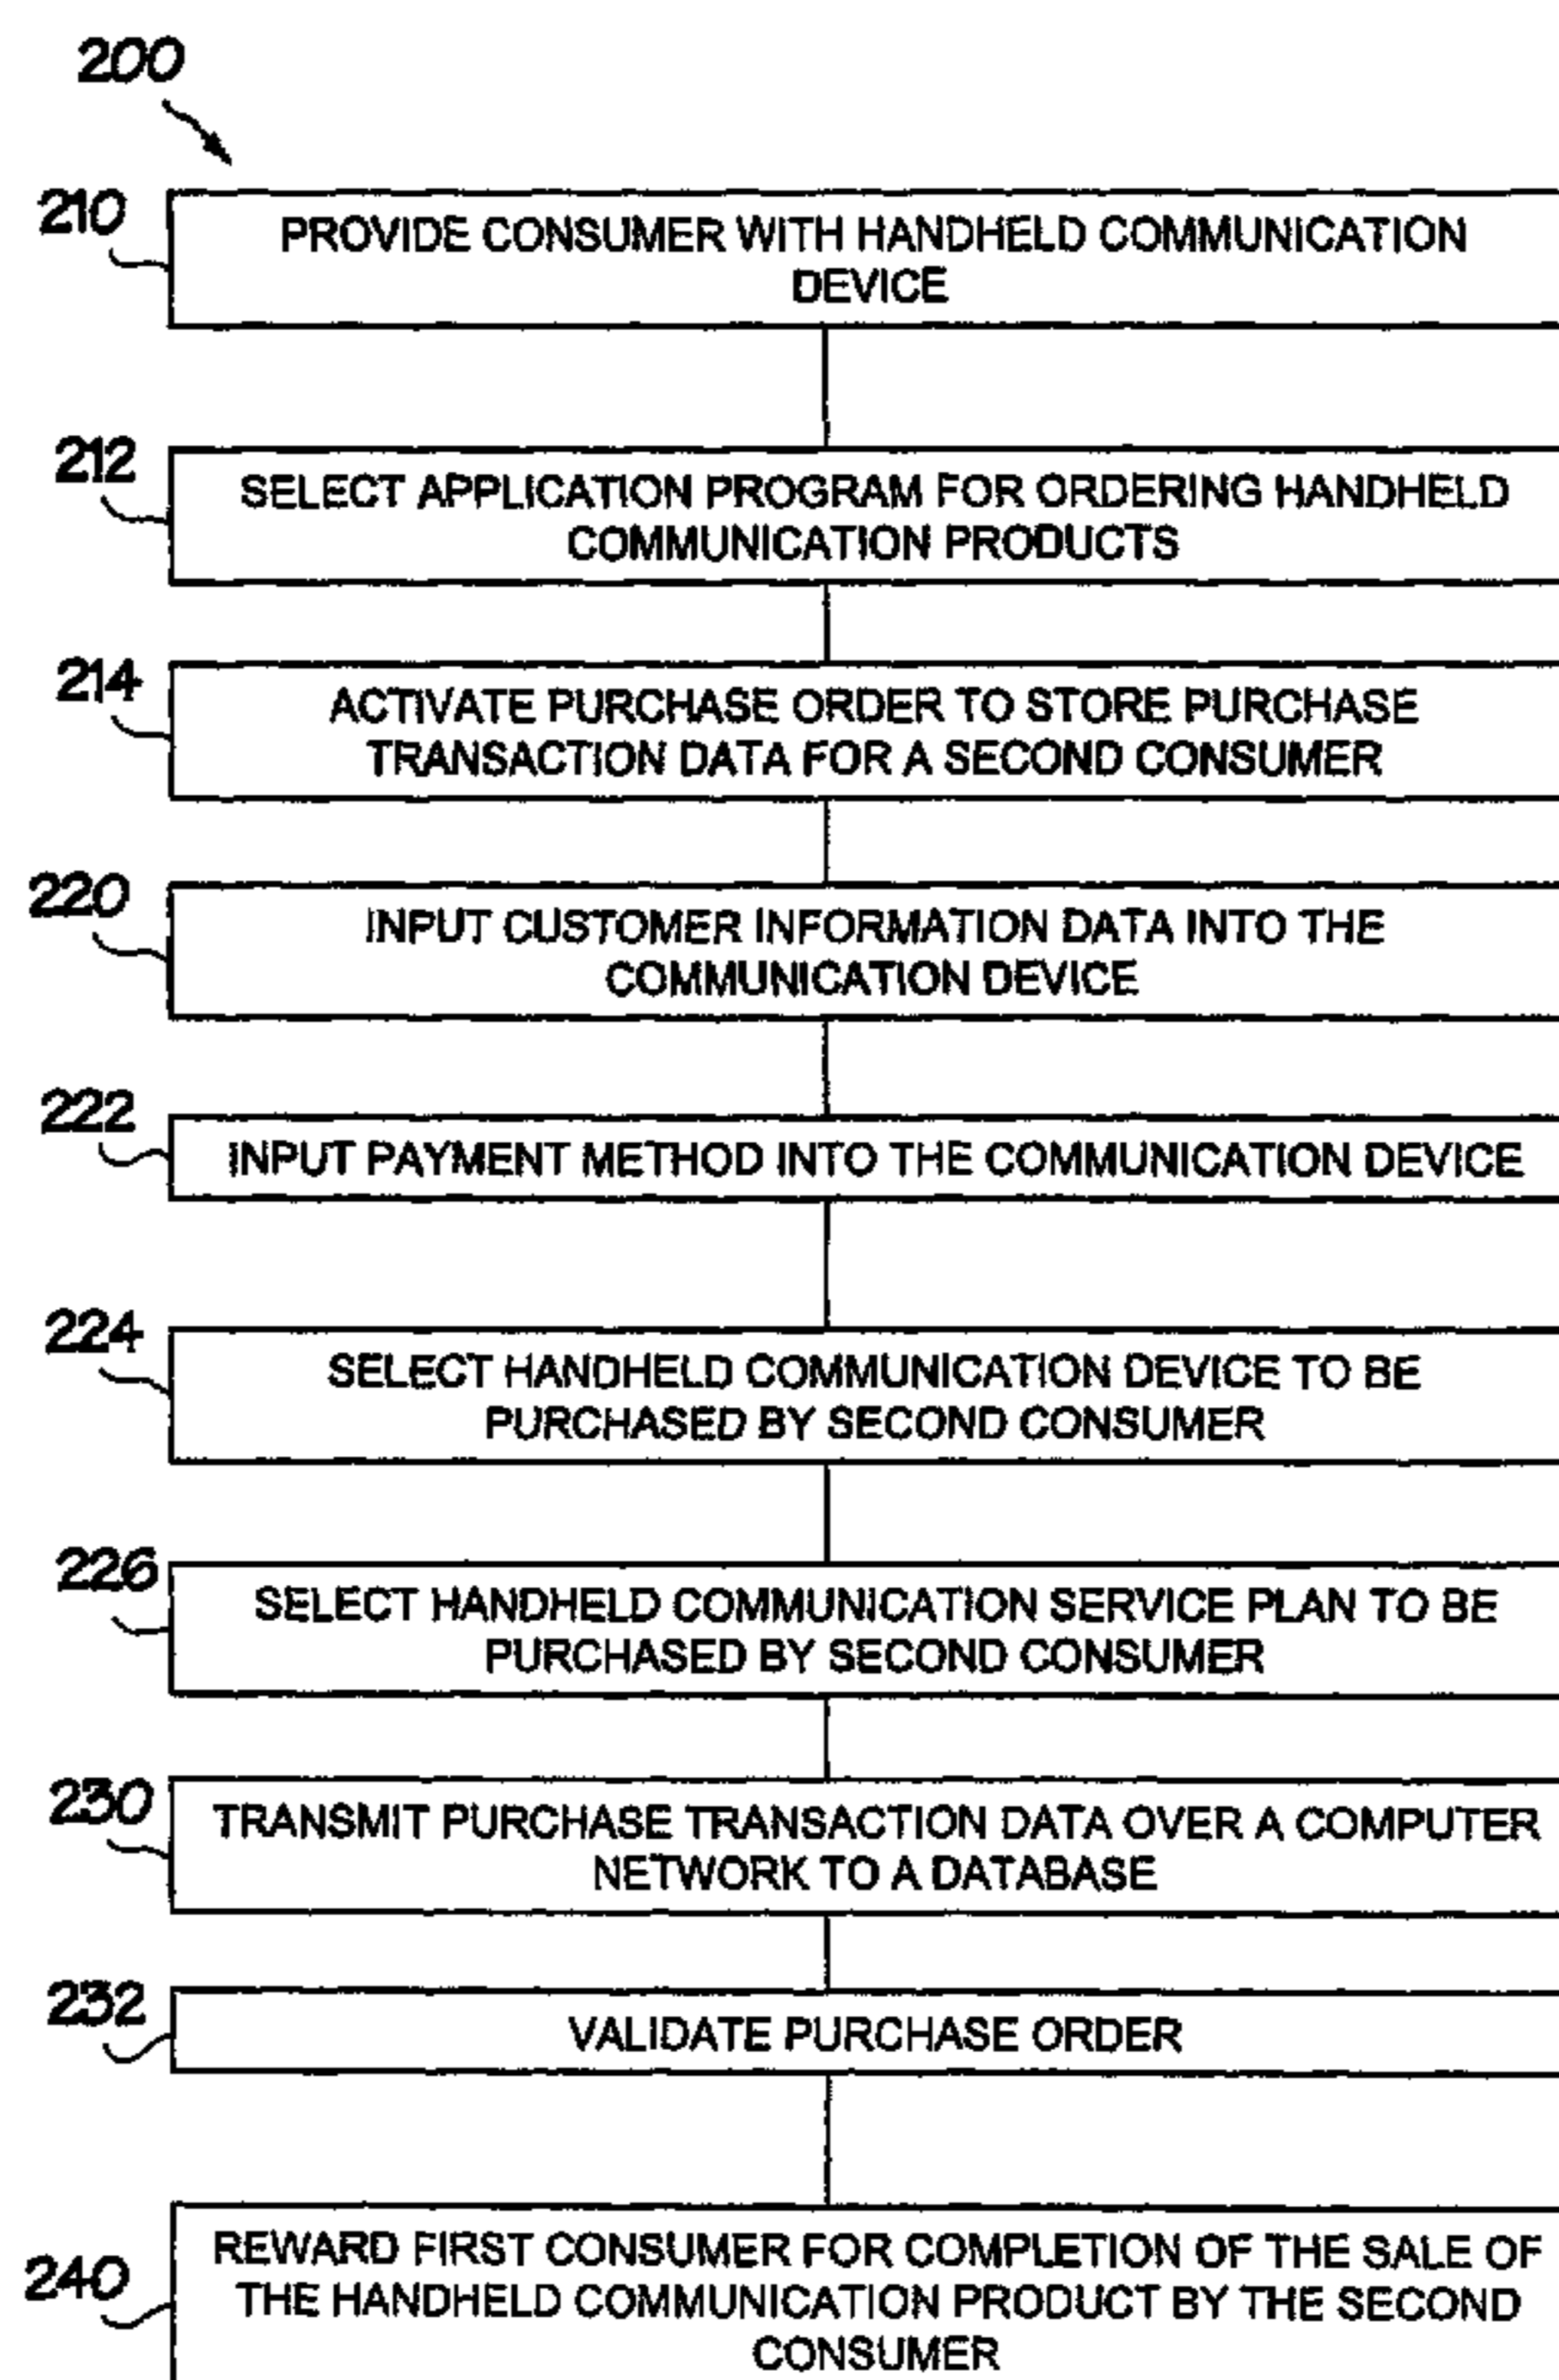 200
210
PROVIDE CONSUMER WITH HANDHELD COMMUNICATION
DEVICE
212
SELECT APPLICATION PROGRAM FOR ORDERING HANDHELD
COMMUNICATION PRODUCTS
214
ACTIVATE PURCHASE ORDER TO STORE PURCHASE
TRANSACTION DATA FOR A SECOND CONSUMER
220
INPUT CUSTOMER INFORMATION DATA INTO THE
COMMUNICATION DEVICE
222
INPUT PAYMENT METHOD INTO THE COMMUNICATION DEVICE
224
SELECT HANDHELD COMMUNICATION DEVICE TO BE
PURCHASED BY SECOND CONSUMER
226
SELECT HANDHELD COMMUNICATION SERVICE PLAN TO BE
PURCHASED BY SECOND CONSUMER
230
TRANSMIT PURCHASE TRANSACTION DATA OVER A COMPUTER
NETWORK TO A DATABASE
232
VALIDATE PURCHASE ORDER
240
REWARD FIRST CONSUMER FOR COMPLETION OF THE SALE OF
THE HANDHELD COMMUNICATION PRODUCT BY THE SECOND
CONSUMER